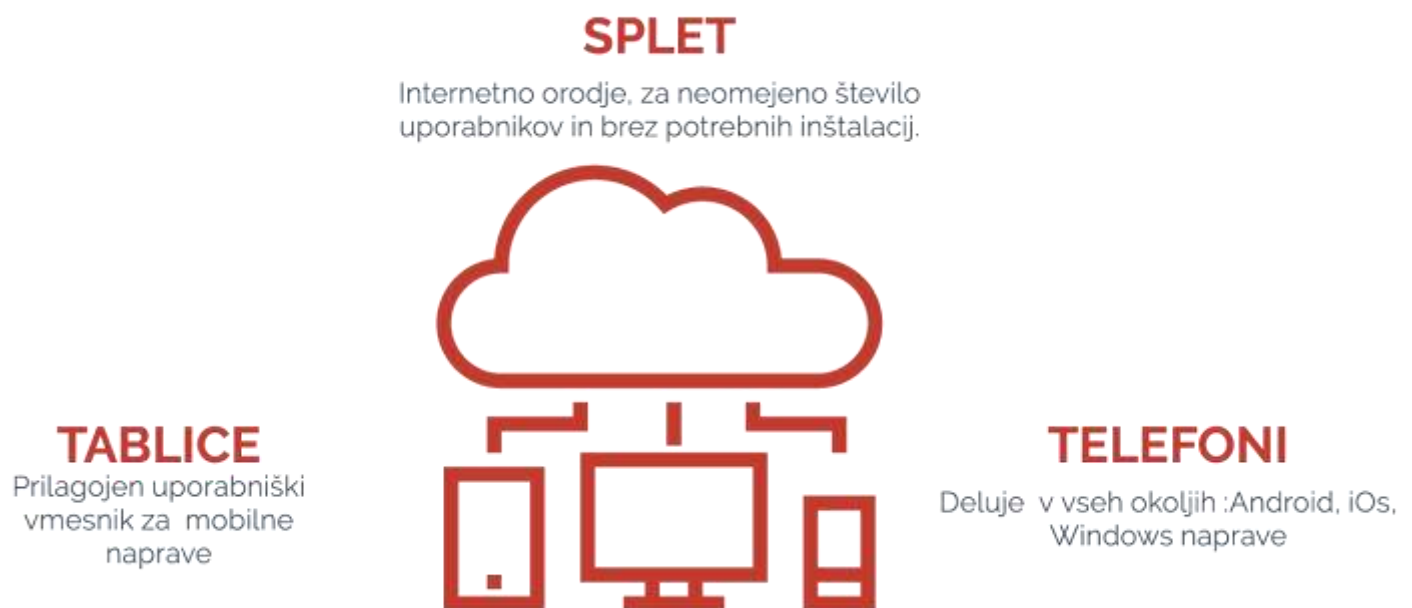 SPLET
Internetno orodje, za neomejeno število
uporabnikov in brez potrebnih inštalacij.
TABLICE
Prilagojen uporabniški
vmesnik za mobilne
naprave
TELEFONI
Deluje v vseh okoljih :Android, iOs,
Windows naprave